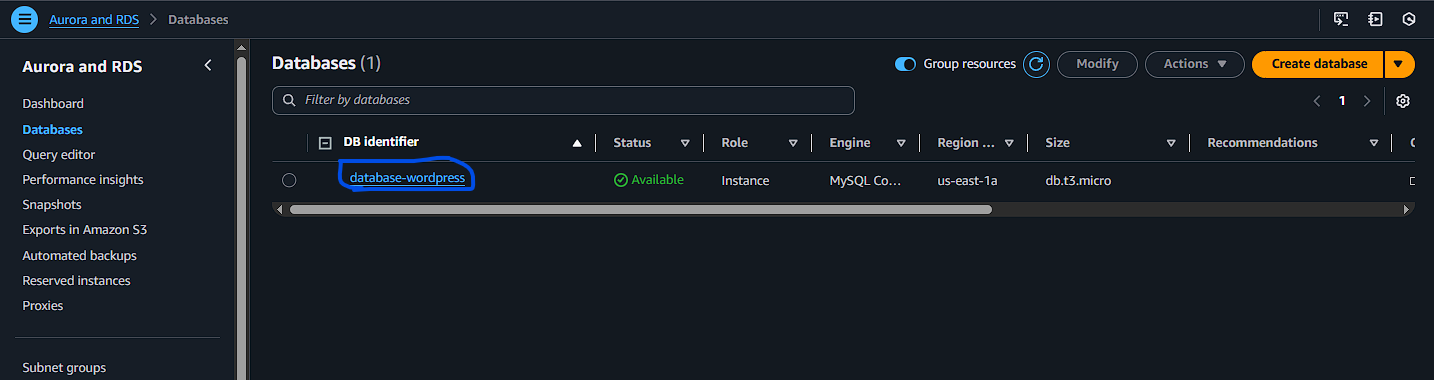 Aurora and RDS > Databases
Aurora and RDS
Databases (1)
Group resources
Modify
Actions
Create database
Filter by databases
1
Dashboard
Databases
Query editor
Performance insights
Snapshots
Exports in Amazon S3
Automated backups
Reserved instances
Proxies
Subnet groups
DB identifier Status Role Engine Region ... Size Recommendations
database-wordpress Available Instance MySQL Co... us-east-1a db.t3.micro